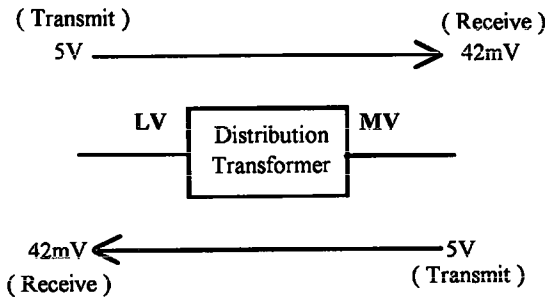 ( Transmit )
( Receive )
5V
42mV
LV
MV
Distribution
Transformer
42mV
5V
( Receive )
( Transmit )